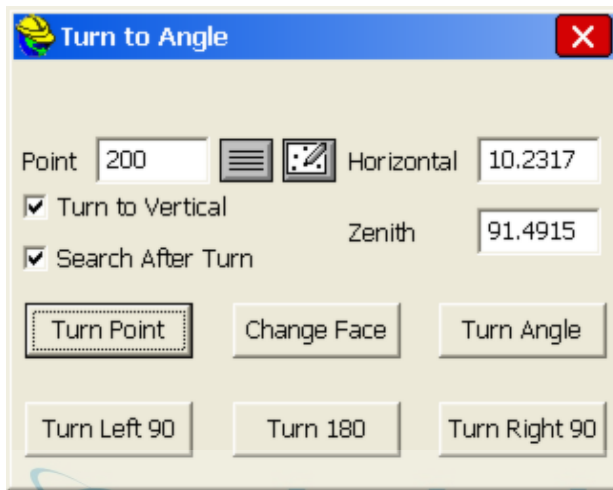 Turn to Angle
Point 200 Horizontal 10.2317
Turn to Vertical
Zenith 91.4915
Search After Turn
Turn Point Change Face Turn Angle
Turn Left 90 Turn 180 Turn Right 90